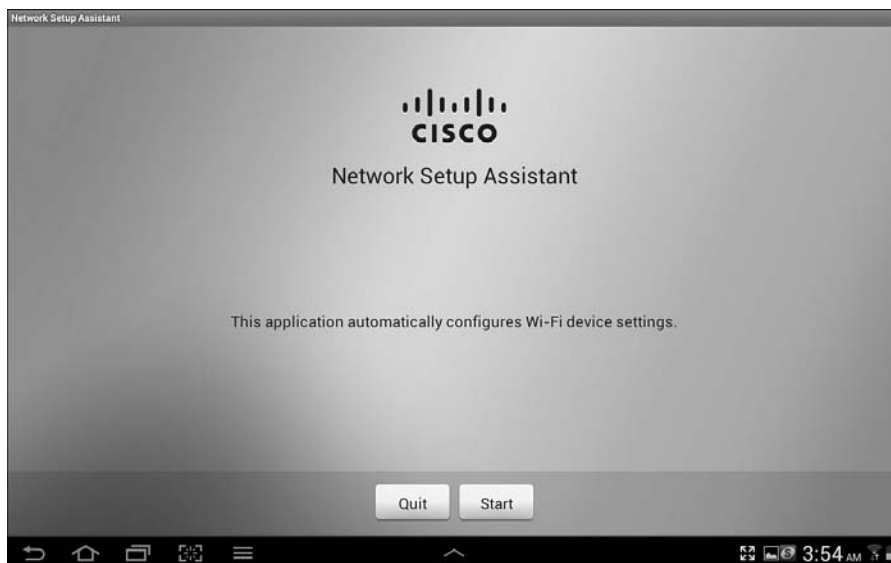 Network Setup Assistant
CISCO
Network Setup Assistant
This application automatically configures Wi-Fi device settings.
Quit Start
3:54 AM